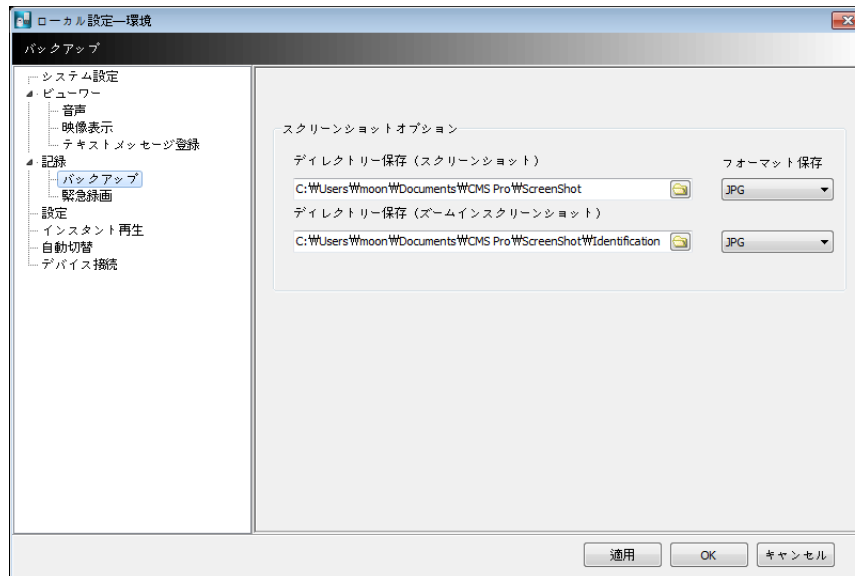 ローカル設定―環境
バックアップ
システム設定
ビューワー
音声
映像表示
テキストメッセージ登録
記録
バックアップ
緊急録画
設定
インスタント再生
自動切替
デバイス接続
スクリーンショットオプション
ディレクトリー保存（スクリーンショット） フォーマット保存
C:₩Users₩moon₩Documents₩CMS Pro₩ScreenShot JPG
ディレクトリー保存（ズームインスクリーンショット）
C:₩Users₩moon₩Documents₩CMS Pro₩ScreenShot₩Identification JPG
適用 OK キャンセル